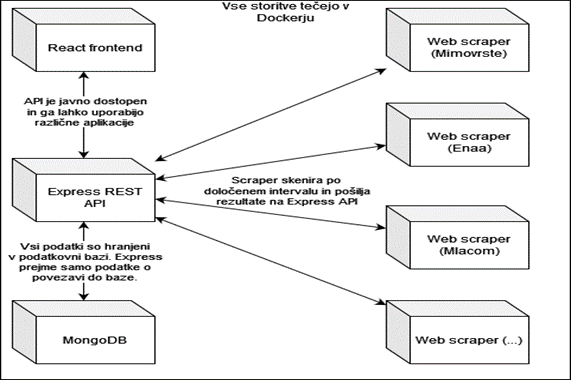 Vse storitve tečejo v
Dockerju
React frontend
Web scraper
(Mimovrste)
API je javno dostopen
in ga lahko uporabijo
različne aplikacije
Web scraper
(Enaa)
Express REST
API
Scraper skenira po
določenem intervalu in pošilja
rezultate na Express API
Web scraper
(Mlacom)
Vsi podatki so hranjeni
v podatkovni bazi. Express
prejme samo podatke o
povezavi do baze.
MongoDB
Web scraper (...)